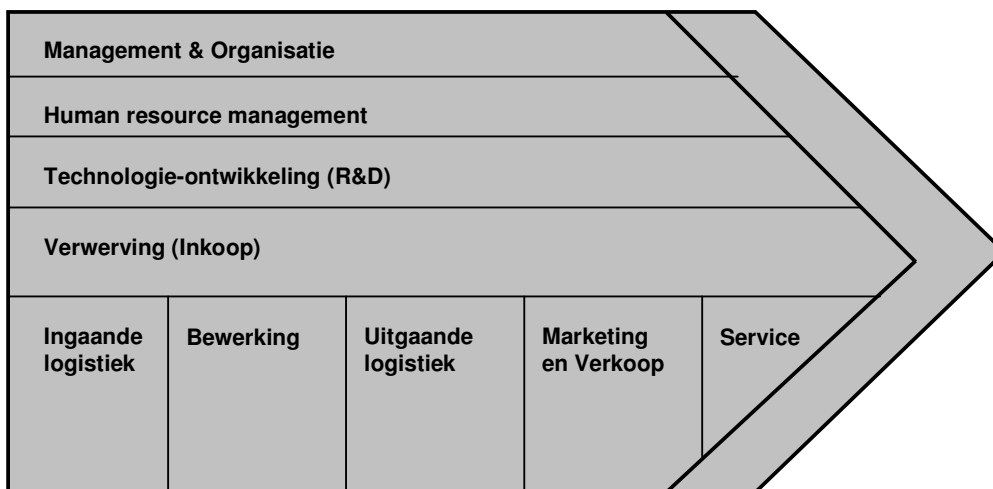 Management & Organisatie
Human resource management
Technologie-ontwikkeling (R&D)
Verwerving (Inkoop)
Ingaande
logistiek
Bewerking
Uitgaande
logistiek
Marketing
en Verkoop
Service